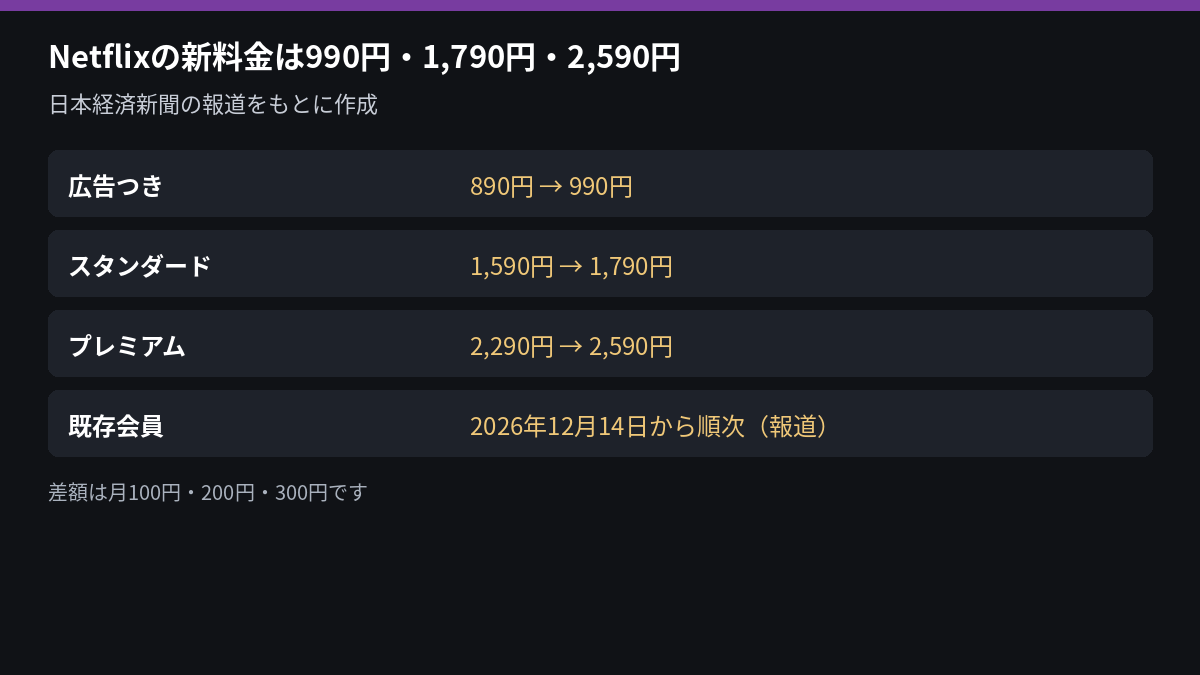 Netflixの新料金は990円・1,790円・2,590円
日本経済新聞の報道をもとに作成
広告つき 890円→990円
スタンダード 1,590円→1,790円
プレミアム 2,290円→2,590円
既存会員 2026年12月14日から順次（報道）
差額は月100円・200円・300円です